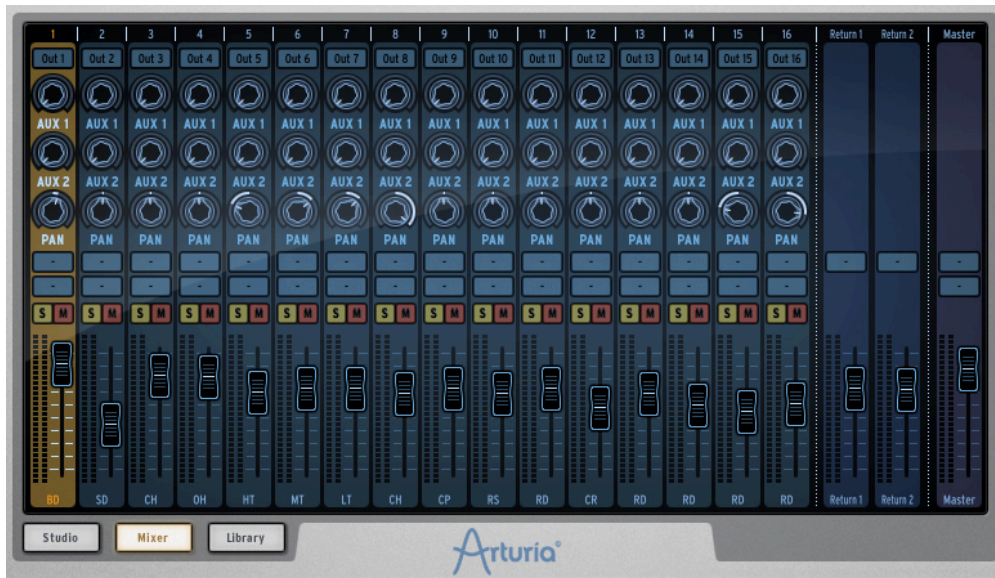 1 2 3 4 5 6 7 8 9 10 11 12 13 14 15 16 Return 1 Return 2 Master
Out 1 Out 2 Out 3 Out 4 Out 5 Out 6 Out 7 Out 8 Out 9 Out 10 Out 11 Out 12 Out 13 Out 14 Out 15 Out 16
AUX 1 AUX 1 AUX 1 AUX 1 AUX 1 AUX 1 AUX 1 AUX 1 AUX 1 AUX 1 AUX 1 AUX 1 AUX 1 AUX 1 AUX 1 AUX 1
AUX 2 AUX 2 AUX 2 AUX 2 AUX 2 AUX 2 AUX 2 AUX 2 AUX 2 AUX 2 AUX 2 AUX 2 AUX 2 AUX 2 AUX 2 AUX 2
PAN PAN PAN PAN PAN PAN PAN PAN PAN PAN PAN PAN PAN PAN PAN PAN
- - - - - - - - - - - - - - - - - - -
- - - - - - - - - - - - - - - - -
S M S M S M S M S M S M S M S M S M S M S M S M S M S M S M S M
BD SD CH OH HT MT LT CH CP RS RD CR RD RD RD RD Return 1 Return 2 Master
Studio Mixer Library
Arturia®